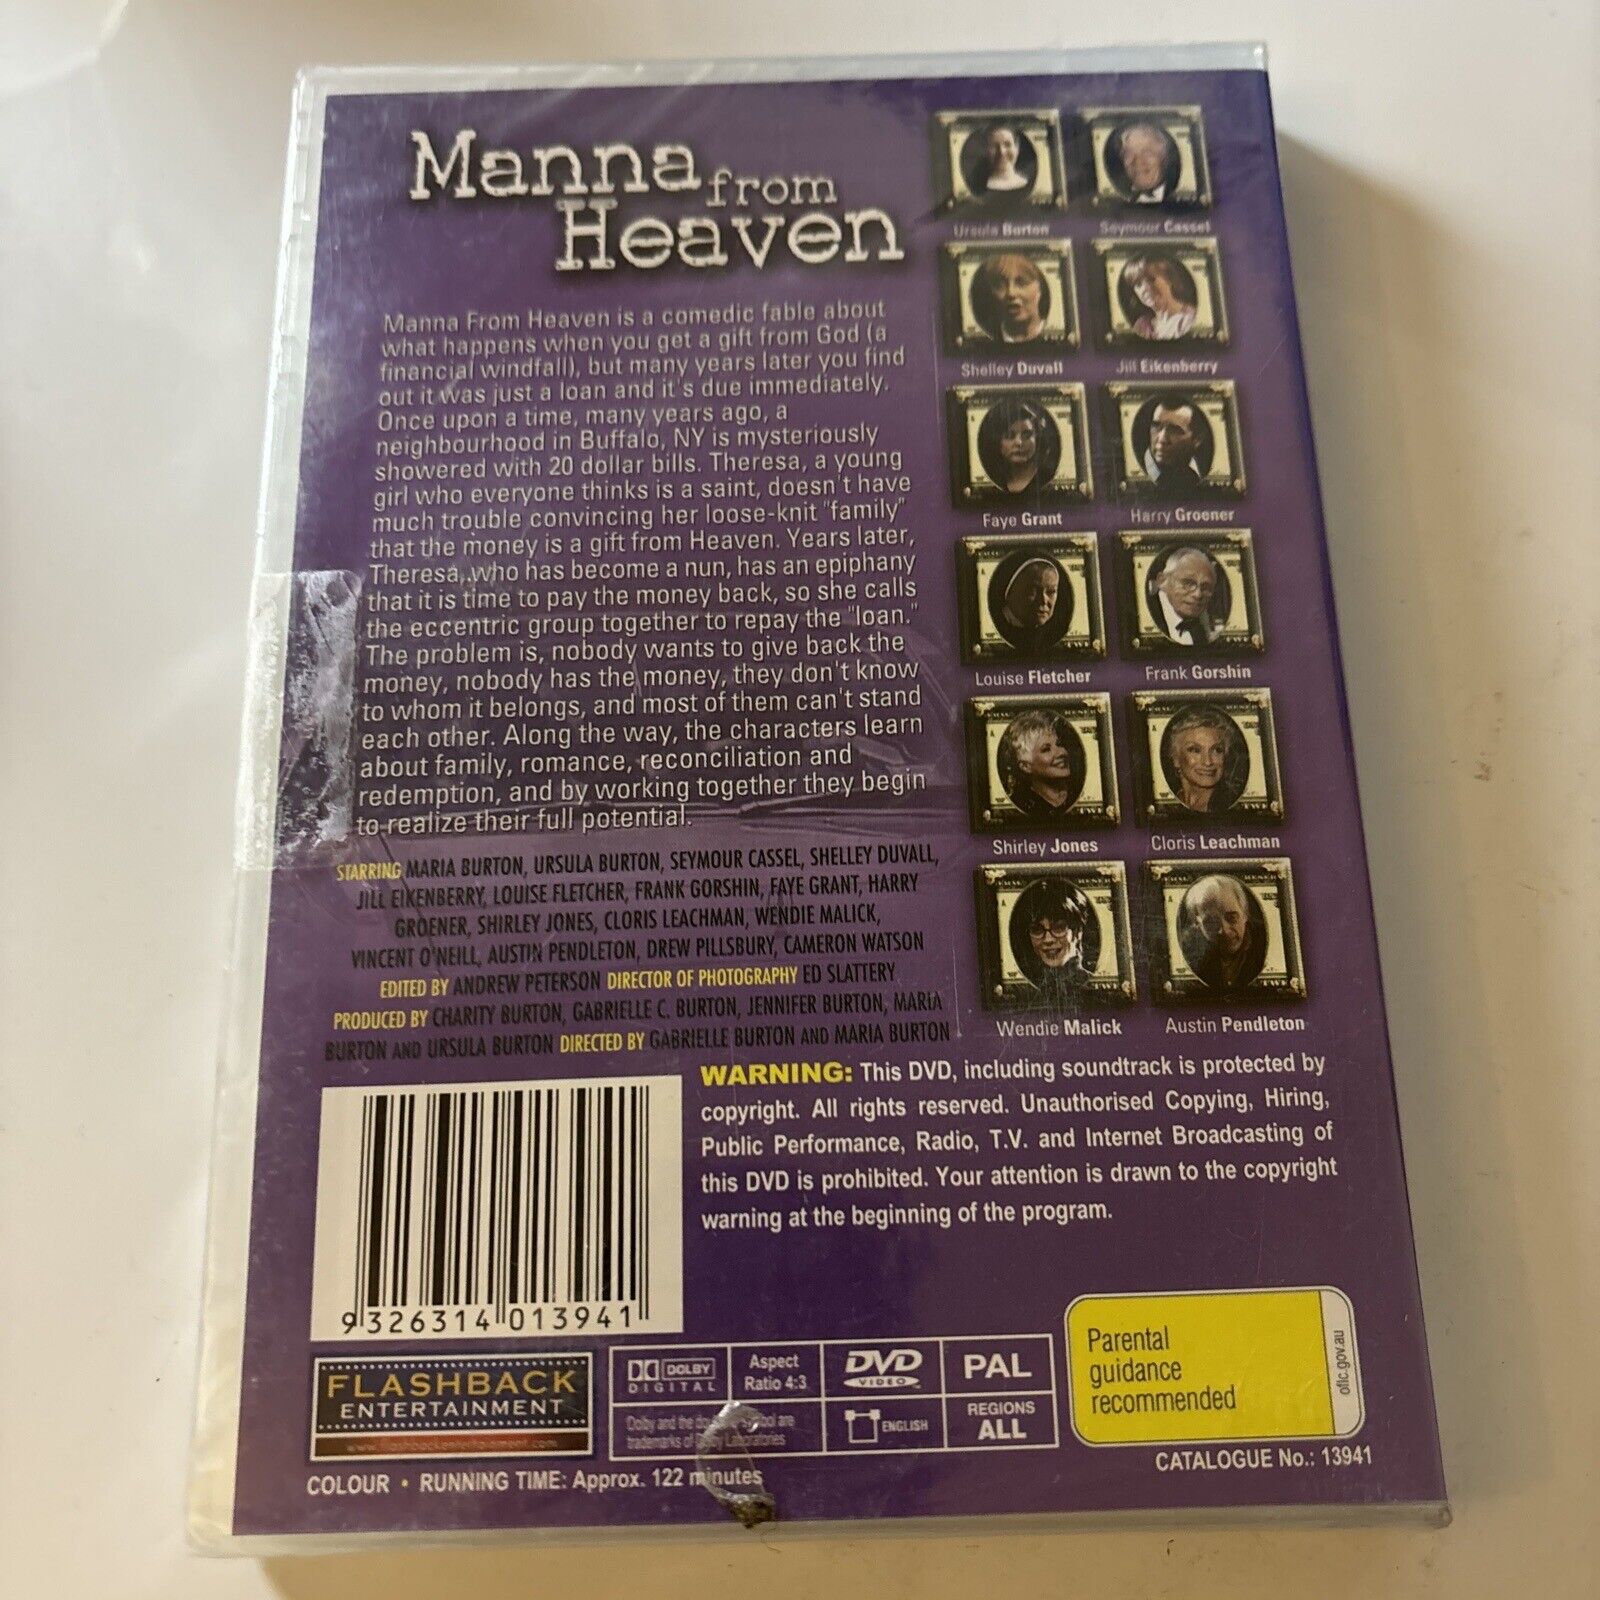 Manna from
Heaven
Manna From Heaven is a comedic fable about
what happens when you get a gift from God (a
financial windfall), but many years later you find
out it was just a loan and it's due immediately.
Once upon a time, many years ago, a
neighbourhood in Buffalo, NY is mysteriously
showered with 20 dollar bills. Theresa, a young
girl who everyone thinks is a saint, doesn't have
much trouble convincing her loose-knit "family"
that the money is a gift from Heaven. Years later,
Theresa, who has become a nun, has an epiphany
that it is time to pay the money back, so she calls
the eccentric group together to repay the "loan."
The problem is, nobody wants to give back the
money, nobody has the money, they don't know
to whom it belongs, and most of them can't stand
each other. Along the way, the characters learn
about family, romance, reconciliation and
redemption, and by working together they begin
to realize their full potential.
Ursula Burton Seymour Cassel
Shelley Duvall Jill Eikenberry
Faye Grant Harry Groener
Louise Fletcher Frank Gorshin
Shirley Jones Cloris Leachman
Wendie Malick Austin Pendleton
STARRING MARIA BURTON, URSULA BURTON, SEYMOUR CASSEL, SHELLEY DUVALL,
JILL EIKENBERRY, LOUISE FLETCHER, FRANK GORSHIN, FAYE GRANT, HARRY
GROENER, SHIRLEY JONES, CLORIS LEACHMAN, WENDIE MALICK,
VINCENT O'NEILL, AUSTIN PENDLETON, DREW PILLSBURY, CAMERON WATSON
EDITED BY ANDREW PETERSON DIRECTOR OF PHOTOGRAPHY ED SLATTERY
PRODUCED BY CHARITY BURTON, GABRIELLE C. BURTON, JENNIFER BURTON, MARIA
BURTON AND URSULA BURTON DIRECTED BY GABRIELLE BURTON AND MARIA BURTON
WARNING: This DVD, including soundtrack is protected by
copyright. All rights reserved. Unauthorised Copying, Hiring,
Public Performance, Radio, T.V. and Internet Broadcasting of
this DVD is prohibited. Your attention is drawn to the copyright
warning at the beginning of the program.
9 326314 013941
FLASHBACK
ENTERTAINMENT
www.flashbackentertainment.com
DOLBY
DIGITAL
Aspect
Ratio 4:3
DVD
VIDEO
PAL
Dolby and the symbol are
trademarks of Laboratories
ENGLISH
REGIONS
ALL
Parental
guidance
recommended
oflc.gov.au
COLOUR • RUNNING TIME: Approx. 122 minutes
CATALOGUE No.: 13941